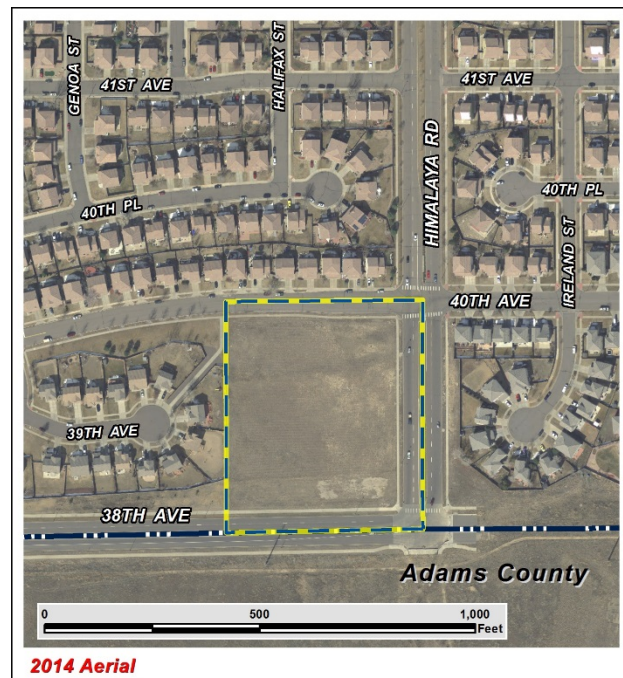 GENOA ST
41ST AVE
HALIFAX ST
HIMALAYA RD
41ST AVE
40TH PL
40TH PL
IRELAND ST
40TH AVE
39TH AVE
38TH AVE
Adams County
0 500 1,000
Feet
2014 Aerial